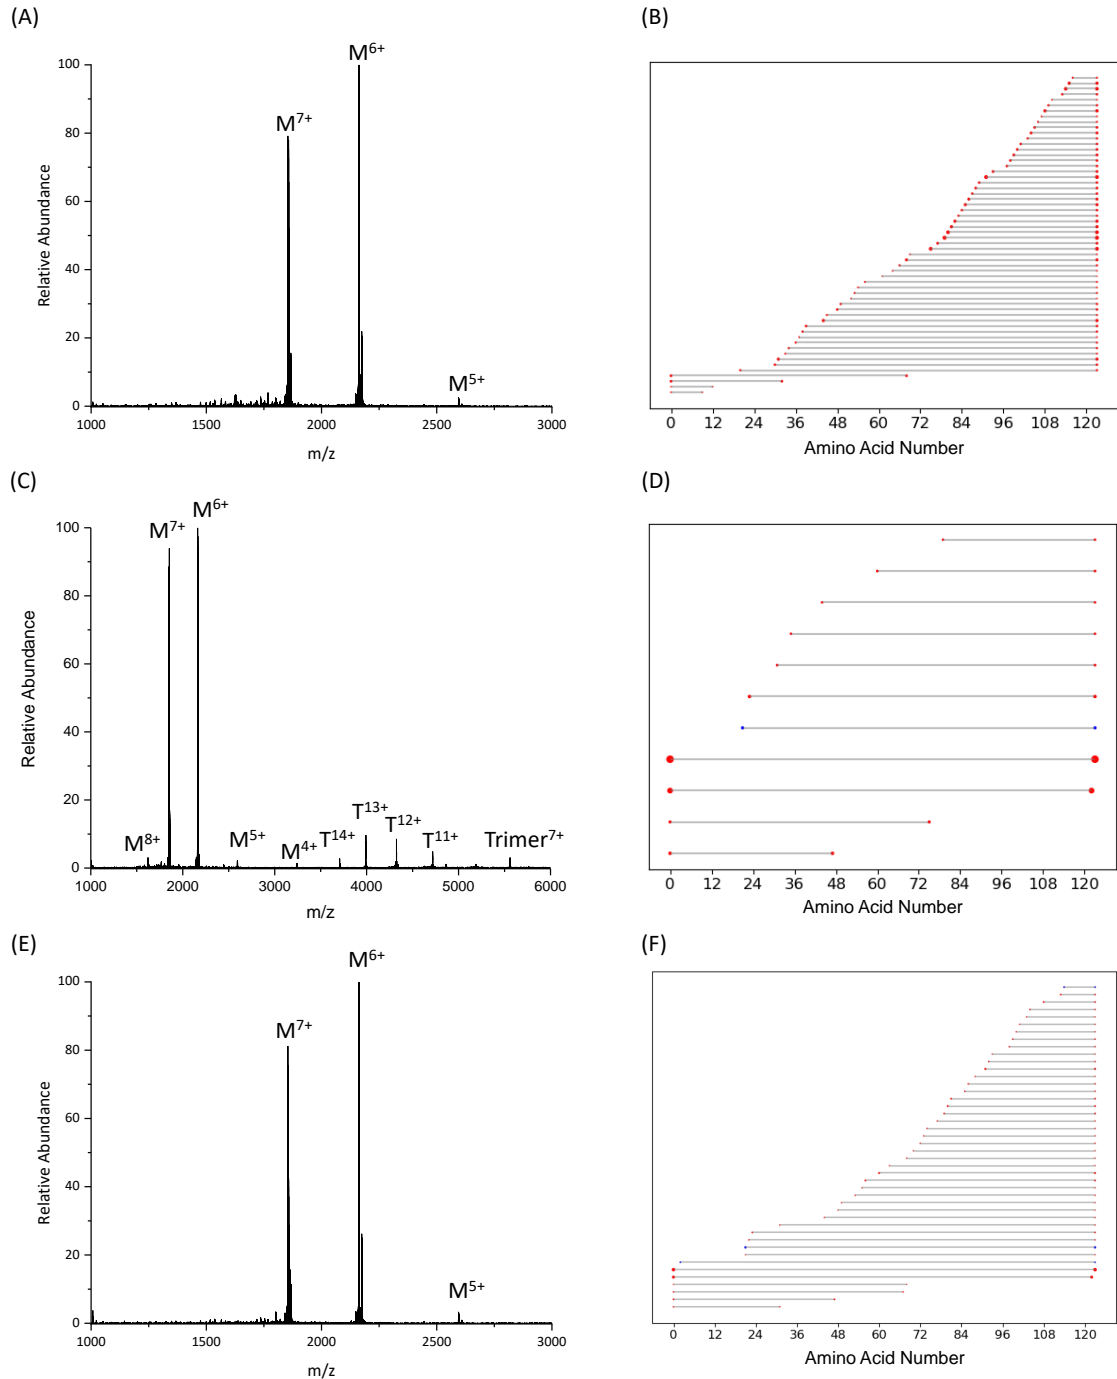 (A)
M7+
M6+
M5+
Relative Abundance
100
80
60
40
20
0
1000 1500 2000 2500 3000
m/z
(B)
0 12 24 36 48 60 72 84 96 108 120
Amino Acid Number
(C)
M8+
M7+
M6+
M5+
M4+
T14+
T13+
T12+
T11+
Trimer7+
Relative Abundance
100
80
60
40
20
0
1000 2000 3000 4000 5000 6000
m/z
(D)
0 12 24 36 48 60 72 84 96 108 120
Amino Acid Number
(E)
M7+
M6+
M5+
Relative Abundance
100
80
60
40
20
0
1000 1500 2000 2500 3000
m/z
(F)
0 12 24 36 48 60 72 84 96 108 120
Amino Acid Number